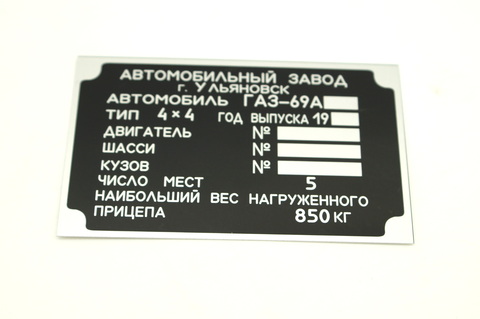 АВТОМОБИЛЬНЫЙ ЗАВОД
г. УЛЬЯНОВСК
АВТОМОБИЛЬ ГАЗ-69А
ТИП 4×4 ГОД ВЫПУСКА 19
ДВИГАТЕЛЬ №
ШАССИ №
КУЗОВ №
ЧИСЛО МЕСТ 5
НАИБОЛЬШИЙ ВЕС НАГРУЖЕННОГО
ПРИЦЕПА 850 КГ